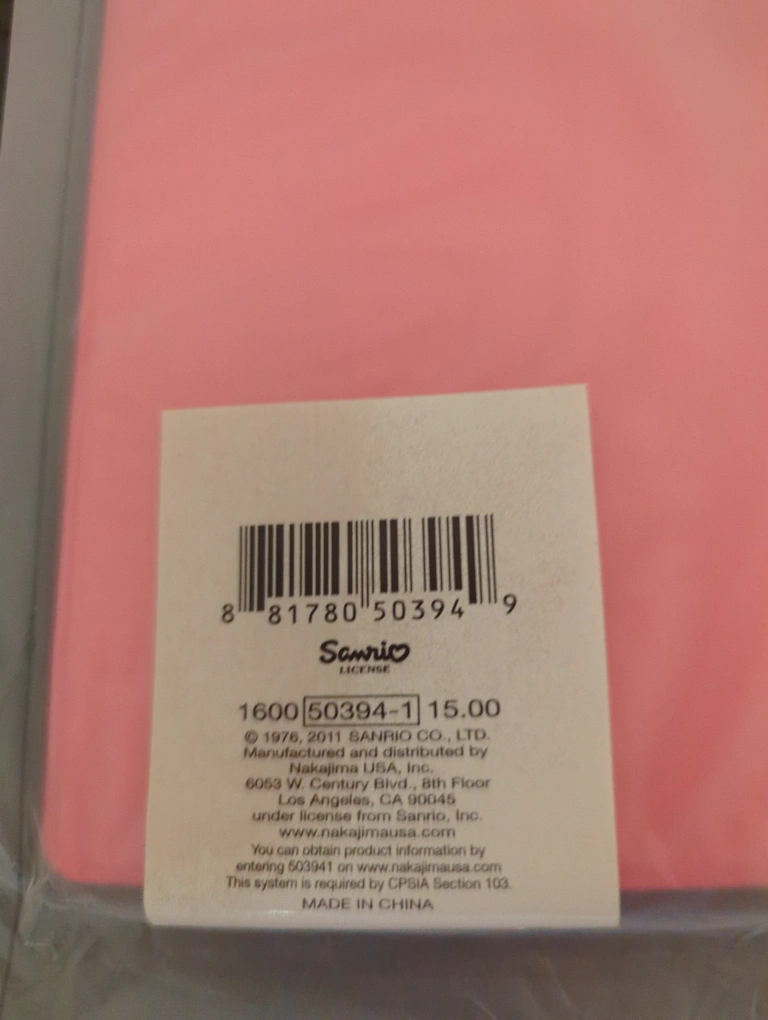 8 81780 50394 9
Sanrio
LICENSE
1600 50394-1 15.00
© 1976, 2011 SANRIO CO., LTD.
Manufactured and distributed by
Nakajima USA, Inc.
6053 W. Century Blvd., 8th Floor
Los Angeles, CA 90045
under license from Sanrio, Inc.
www.nakajimausa.com
You can obtain product information by
entering 503941 on www.nakajimausa.com
This system is required by CPSIA Section 103.
MADE IN CHINA